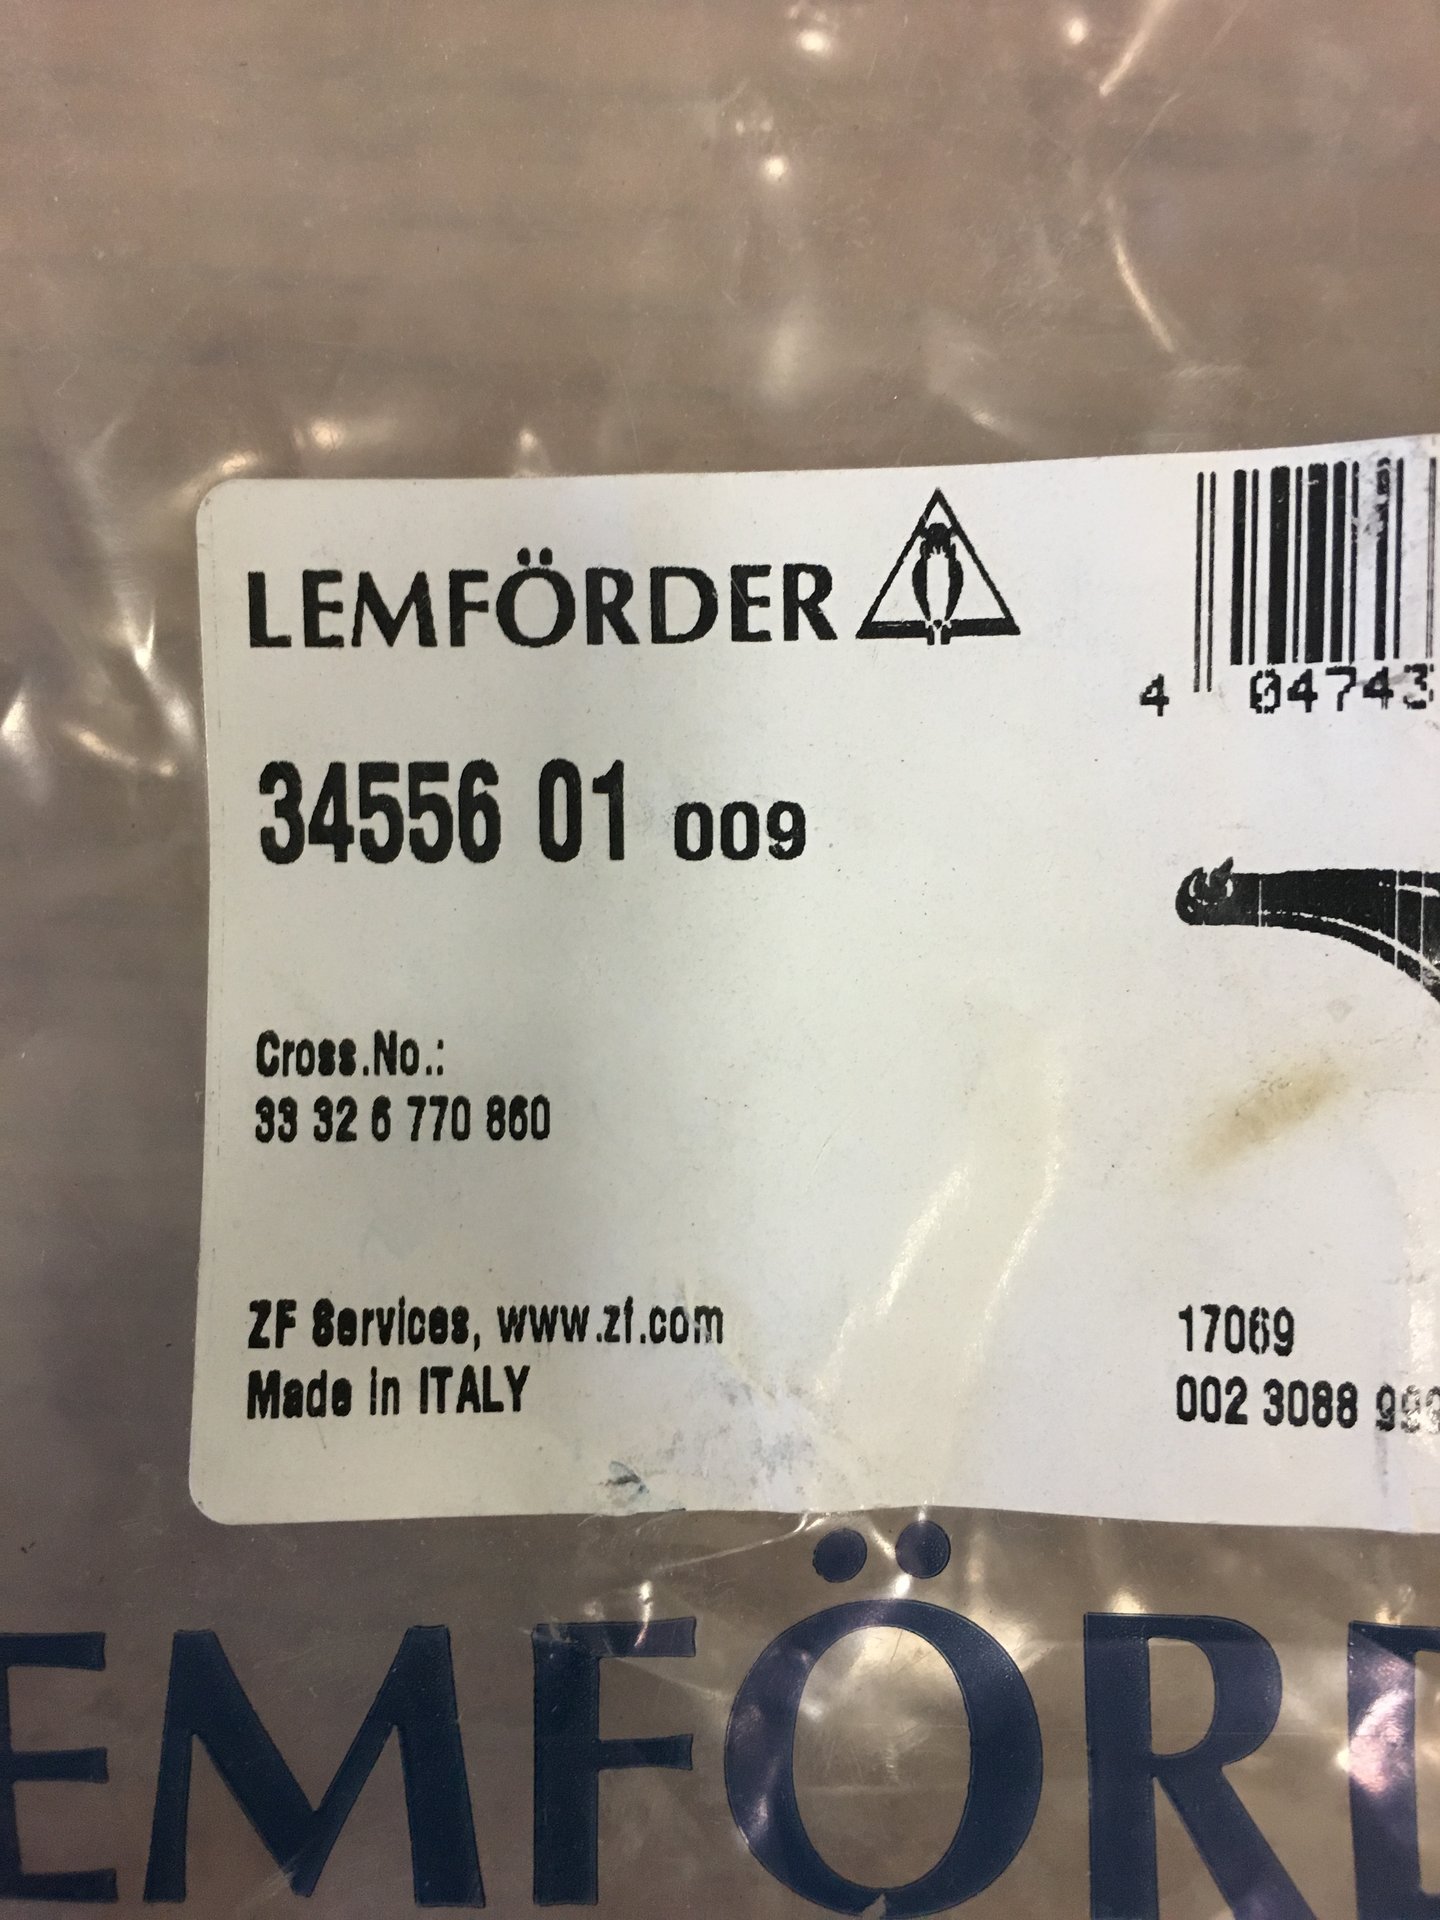 LEMFÖRDER
4 04743
34556 01 009
Cross.No.:
33 32 6 770 860
ZF Services, www.zf.com
Made in ITALY
17069
002 3088 999
EMFÖRD